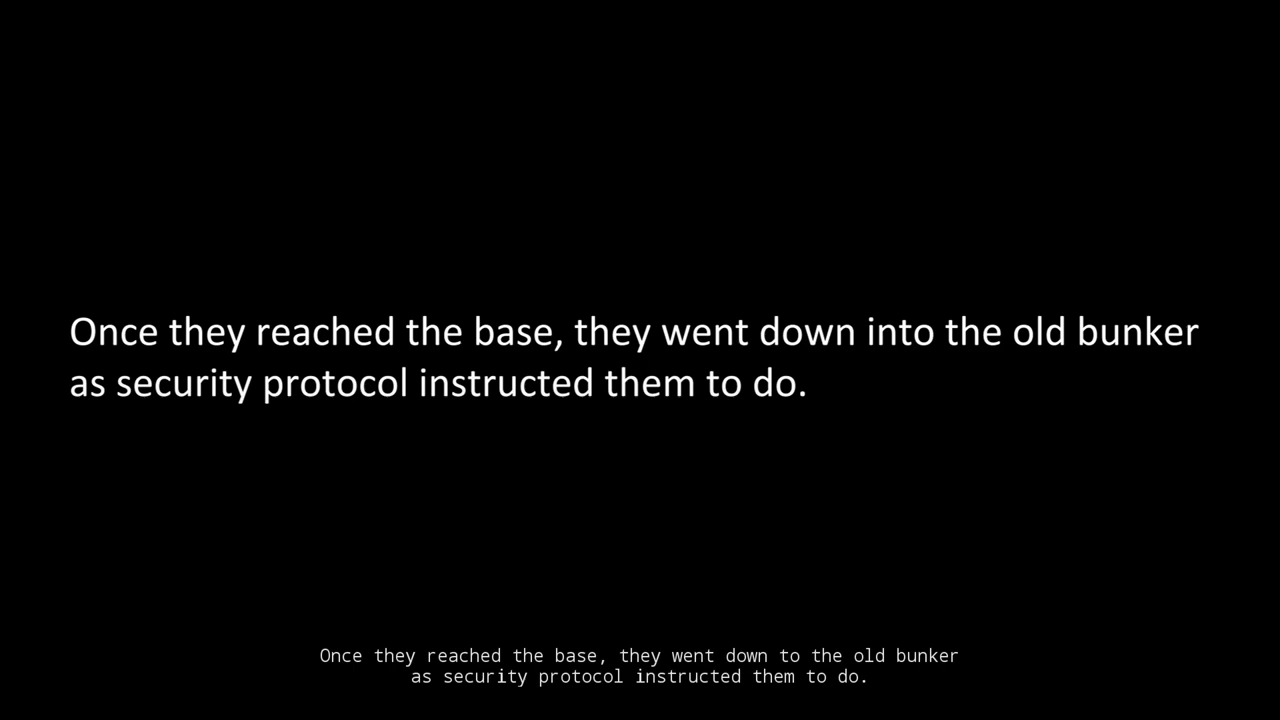 Once they reached the base, they went down into the old bunker
as security protocol instructed them to do.
Once they reached the base, they went down to the old bunker
as security protocol instructed them to do.